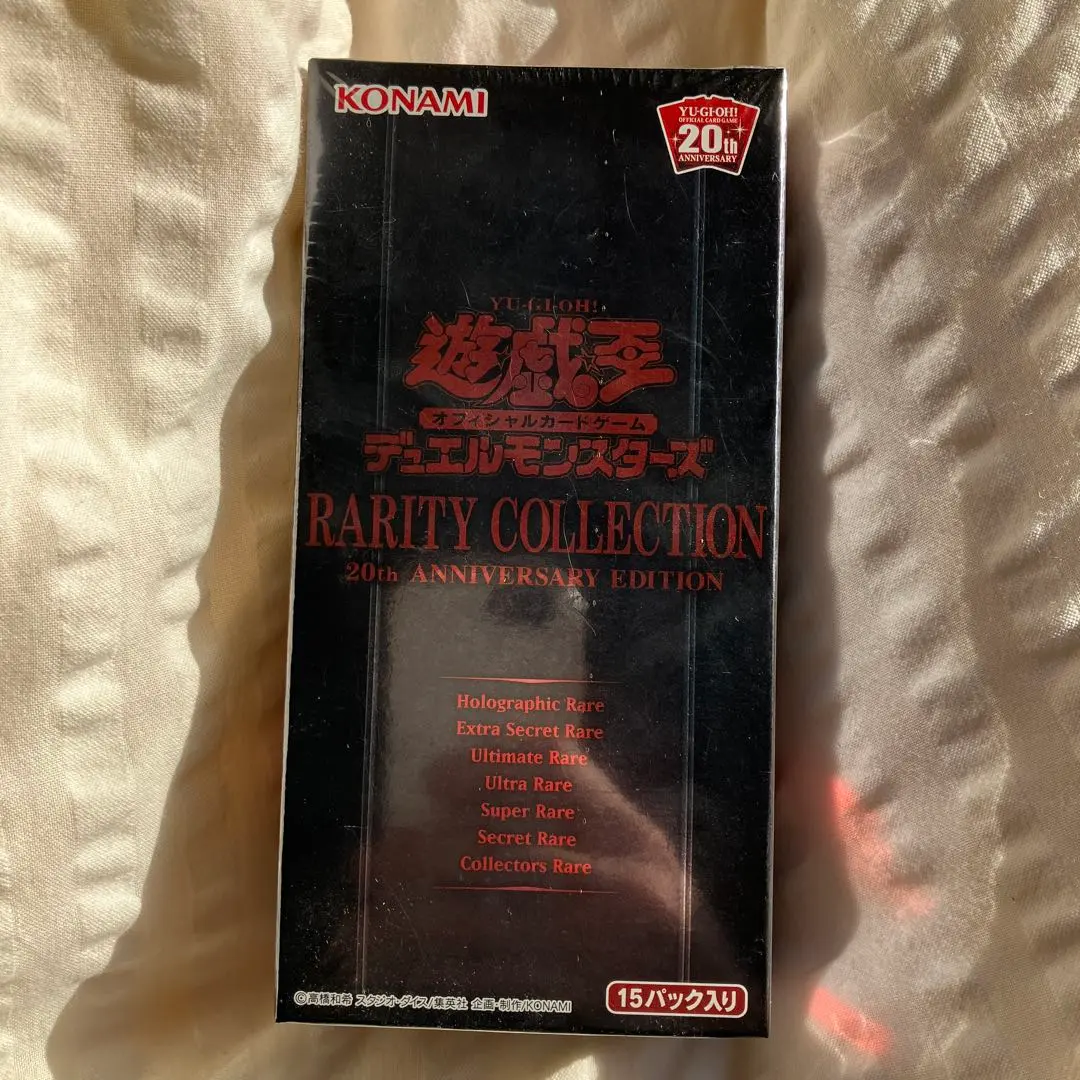 KONAMI
YU-GI-OH!
OFFICIAL CARD GAME
20th
ANNIVERSARY
YU-GI-OH!
遊戯王
オフィシャルカードゲーム
デュエルモンスターズ
RARITY COLLECTION
20th ANNIVERSARY EDITION
Holographic Rare
Extra Secret Rare
Ultimate Rare
Ultra Rare
Super Rare
Secret Rare
Collectors Rare
©高橋和希 スタジオ・ダイス/集英社 企画・制作/KONAMI
15パック入り